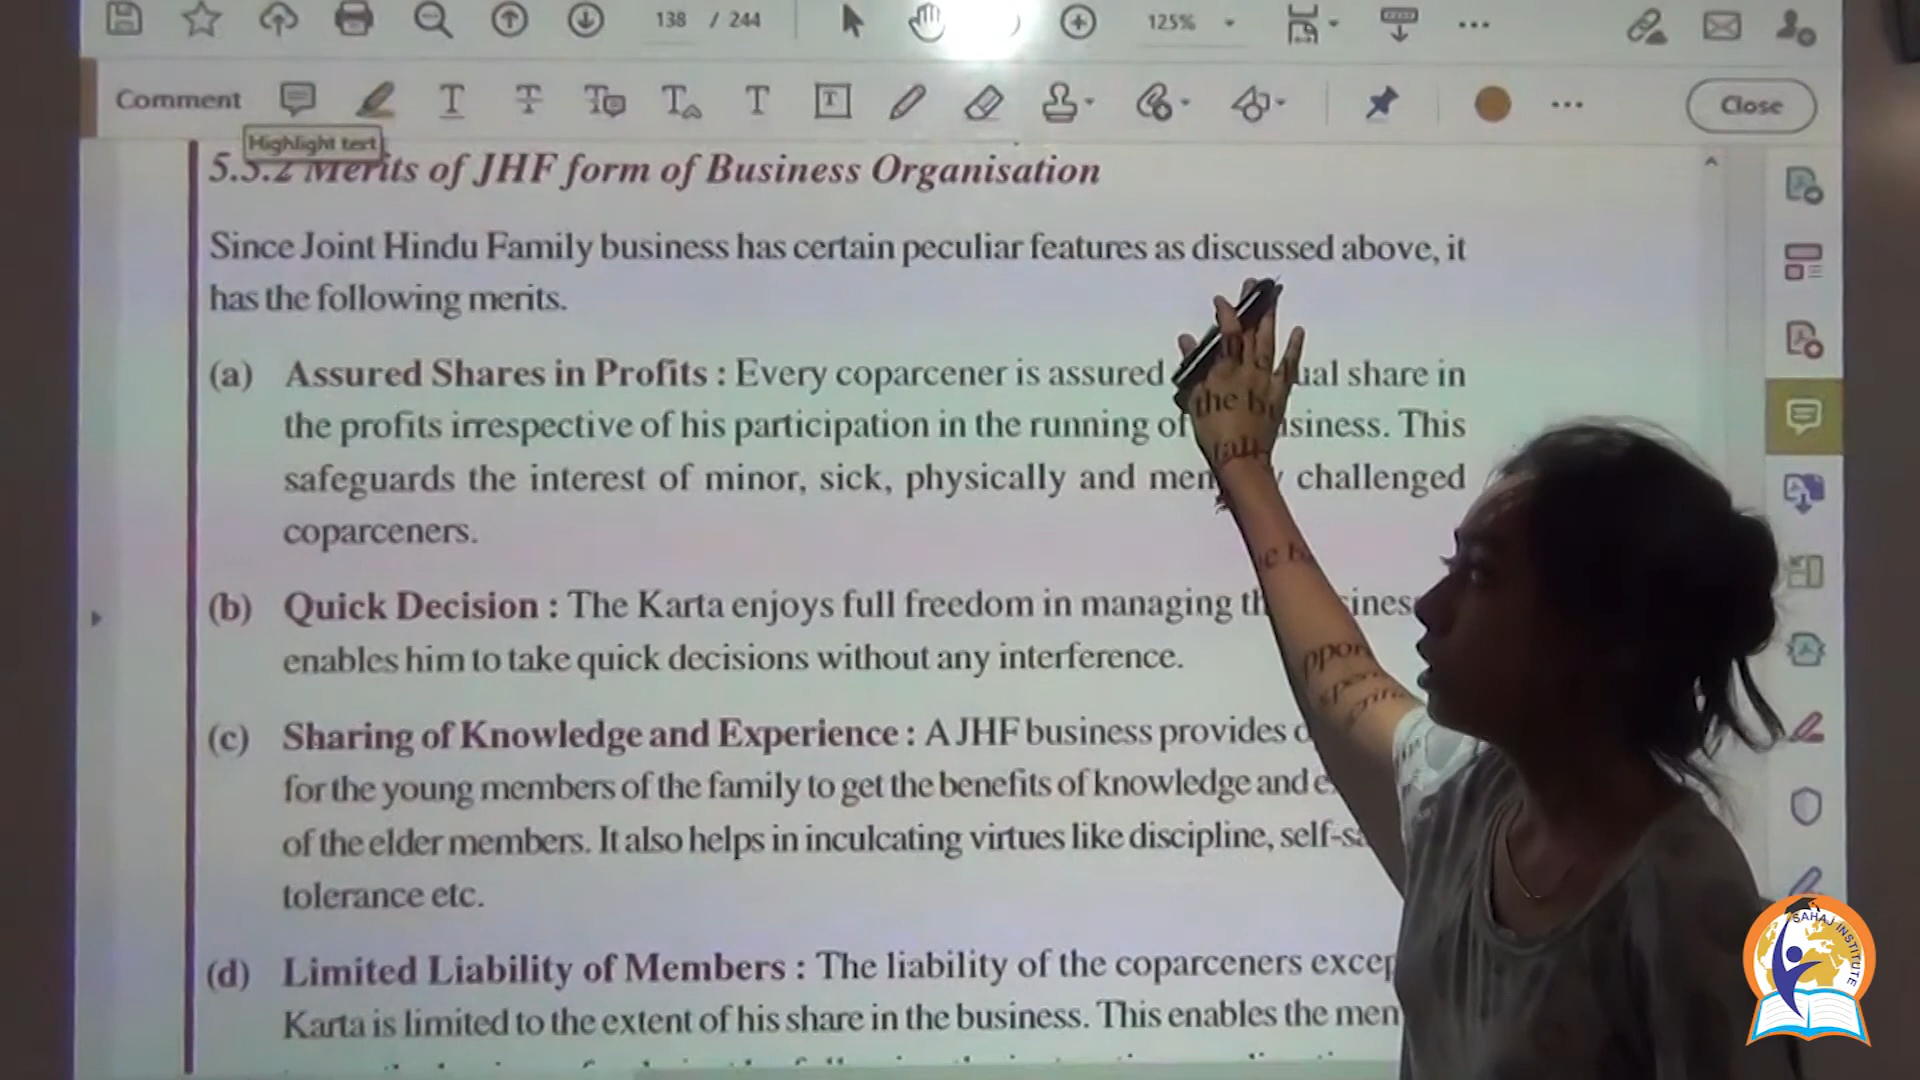 138 / 244
125%
Comment
Close
Highlight text
5.5.2 Merits of JHF form of Business Organisation
Since Joint Hindu Family business has certain peculiar features as discussed above, it
has the following merits.
(a) Assured Shares in Profits : Every coparcener is assured share in
the profits irrespective of his participation in the running of the business. This
safeguards the interest of minor, sick, physically and challenged
coparceners.
(b) Quick Decision : The Karta enjoys full freedom in managing
enables him to take quick decisions without any interference.
(c) Sharing of Knowledge and Experience : A JHF business provides
for the young members of the family to get the benefits of knowledge and
of the elder members. It also helps in inculcating virtues like discipline,
tolerance etc.
(d) Limited Liability of Members : The liability of the coparceners
Karta is limited to the extent of his share in the business. This enables the
SAHAJ INSTITUTE